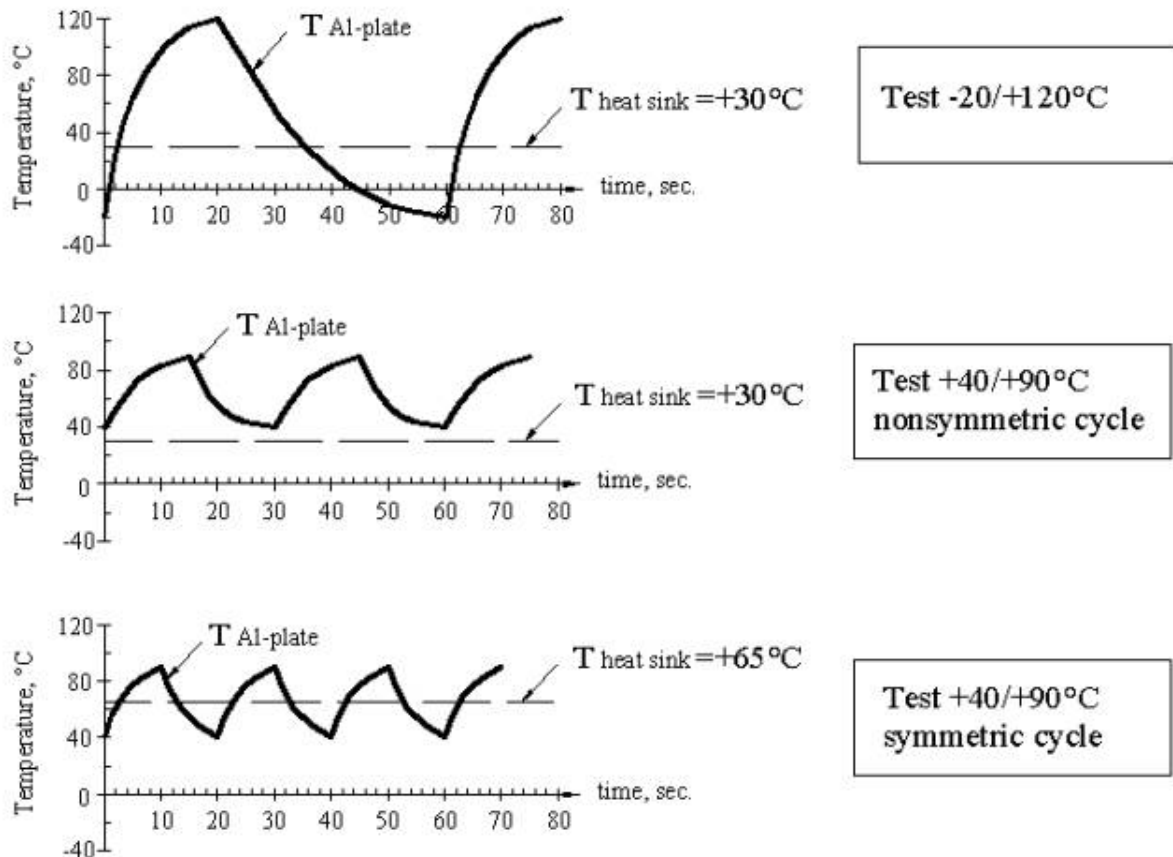 Temperature, °C
120
80
40
0
-40
10 20 30 40 50 60 70 80
time, sec.
T Al-plate
T heat sink =+30°C
Test -20/+120°C
Temperature, °C
120
80
40
0
-40
10 20 30 40 50 60 70 80
time, sec.
T Al-plate
T heat sink =+30°C
Test +40/+90°C
nonsymmetric cycle
Temperature, °C
120
80
40
0
-40
10 20 30 40 50 60 70 80
time, sec.
T Al-plate
T heat sink =+65°C
Test +40/+90°C
symmetric cycle